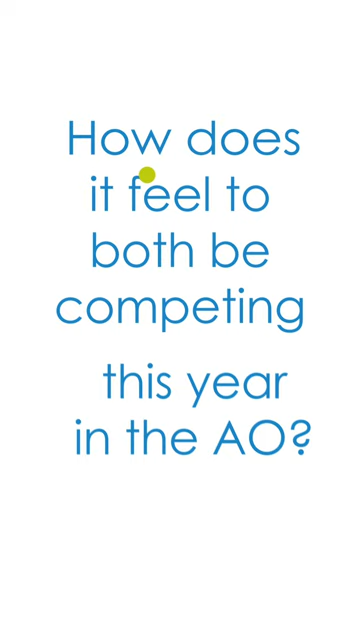 How does
it feel to
both be
competing
this year
in the AO?